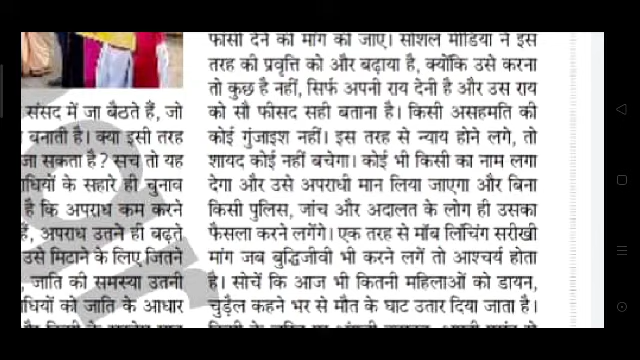 संसद में जा बैठते हैं, जो
बनाती है। क्या इसी तरह
जा सकता है? सच तो यह
के सहारे ही चुनाव
है कि अपराध कम करने
हैं, अपराध उतने ही बढ़ते
उसे मिटाने के लिए जितने
, जाति की समस्या उतनी
को जाति के आधार
फांसी देने की मांग की जाए। सोशल मीडिया ने इस
तरह की प्रवृत्ति को और बढ़ाया है, क्योंकि उसे करना
तो कुछ है नहीं, सिर्फ अपनी राय देनी है और उस राय
को सौ फीसद सही बताना है। किसी असहमति की
कोई गुंजाइश नहीं। इस तरह से न्याय होने लगे, तो
शायद कोई नहीं बचेगा। कोई भी किसी का नाम लगा
देगा और उसे अपराधी मान लिया जाएगा और बिना
किसी पुलिस, जांच और अदालत के लोग ही उसका
फैसला करने लगेंगे। एक तरह से मॉब लिंचिंग सरीखी
मांग जब बुद्धिजीवी भी करने लगें तो आश्चर्य होता
है। सोचें कि आज भी कितनी महिलाओं को डायन,
चुड़ैल कहने भर से मौत के घाट उतार दिया जाता है।